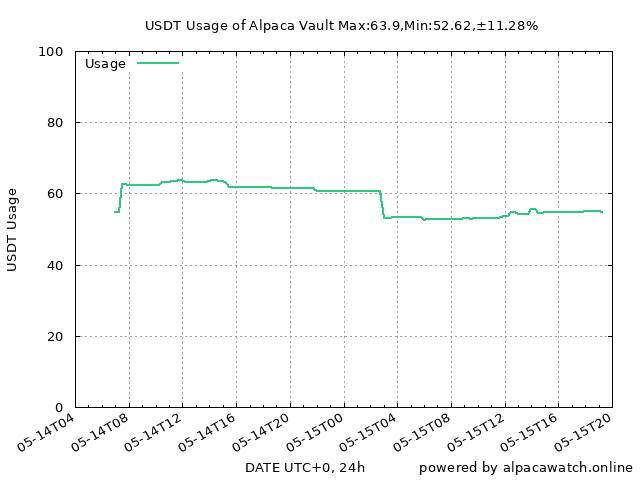 USDT Usage of Alpaca Vault Max:63.9,Min:52.62,±11.28%
Usage
100
80
60
40
20
0
USDT Usage
05-14T04
05-14T08
05-14T12
05-14T16
05-14T20
05-15T00
05-15T04
05-15T08
05-15T12
05-15T16
05-15T20
DATE UTC+0, 24h
powered by alpacawatch.online